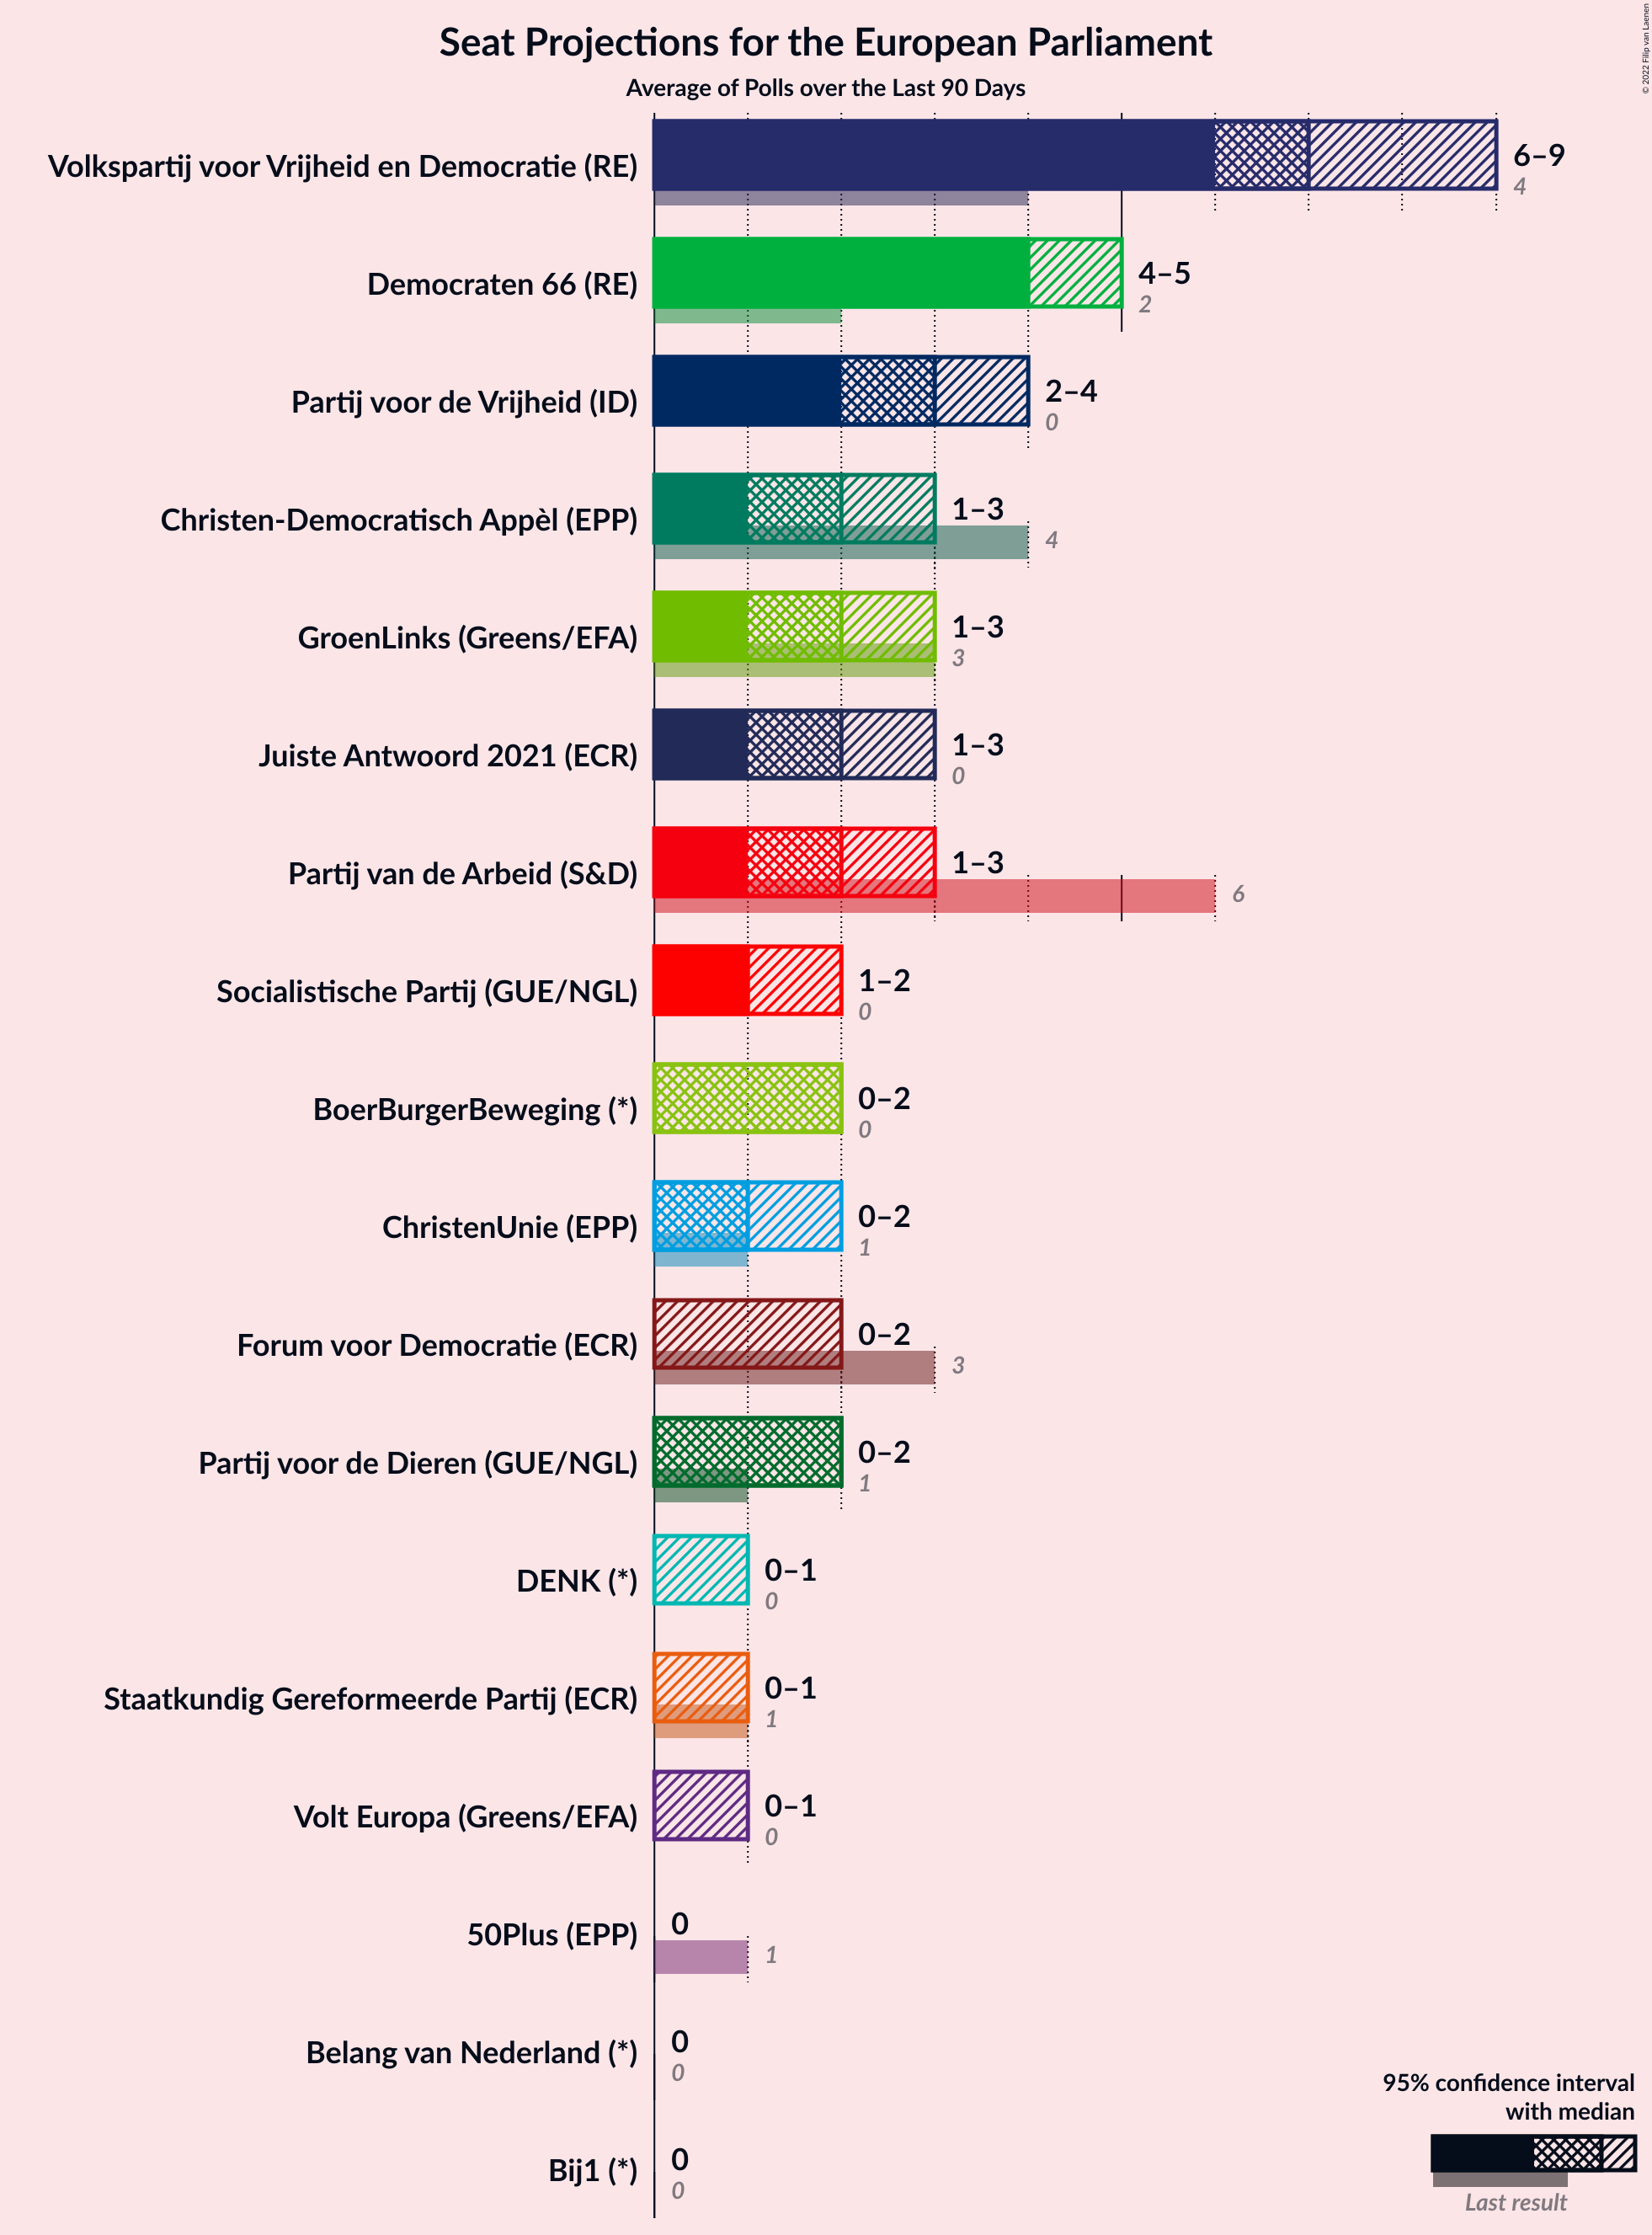 Seat Projections for the European Parliament
Average of Polls over the Last 90 Days
© 2022 Filip van Laenen
Volkspartij voor Vrijheid en Democratie (RE)
6–9
4
Democraten 66 (RE)
4–5
2
Partij voor de Vrijheid (ID)
2–4
0
Christen-Democratisch Appèl (EPP)
1–3
4
GroenLinks (Greens/EFA)
1–3
3
Juiste Antwoord 2021 (ECR)
1–3
0
Partij van de Arbeid (S&D)
1–3
6
Socialistische Partij (GUE/NGL)
1–2
0
BoerBurgerBeweging (*)
0–2
0
ChristenUnie (EPP)
0–2
1
Forum voor Democratie (ECR)
0–2
3
Partij voor de Dieren (GUE/NGL)
0–2
1
DENK (*)
0–1
0
Staatkundig Gereformeerde Partij (ECR)
0–1
1
Volt Europa (Greens/EFA)
0–1
0
50Plus (EPP)
0
1
Belang van Nederland (*)
0
0
Bij1 (*)
0
0
95% confidence interval
with median
Last result